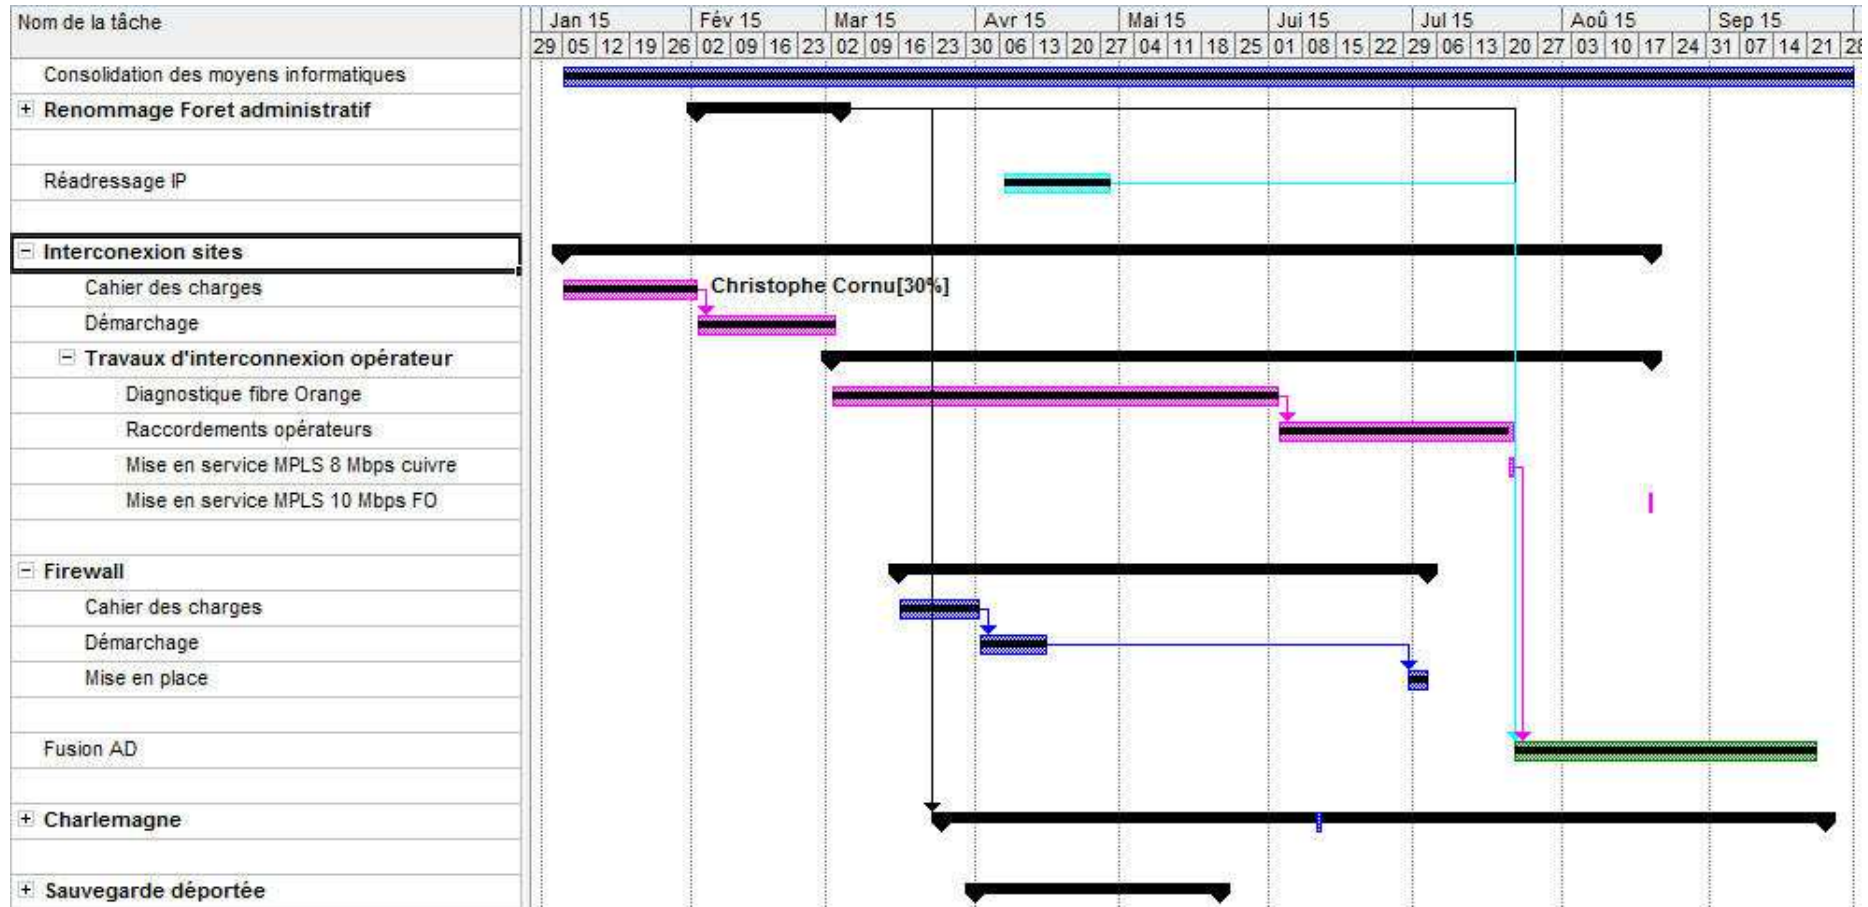 Nom de la tâche
Jan 15 Fév 15 Mar 15 Avr 15 Mai 15 Jui 15 Jul 15 Aoû 15 Sep 15
29 05 12 19 26 02 09 16 23 02 09 16 23 30 06 13 20 27 04 11 18 25 01 08 15 22 29 06 13 20 27 03 10 17 24 31 07 14 21 28
Consolidation des moyens informatiques
Renommage Foret administratif
Réadressage IP
Interconexion sites
Cahier des charges Christophe Cornu[30%]
Démarchage
Travaux d'interconnexion opérateur
Diagnostique fibre Orange
Raccordements opérateurs
Mise en service MPLS 8 Mbps cuivre
Mise en service MPLS 10 Mbps FO
Firewall
Cahier des charges
Démarchage
Mise en place
Fusion AD
Charlemagne
Sauvegarde déportée